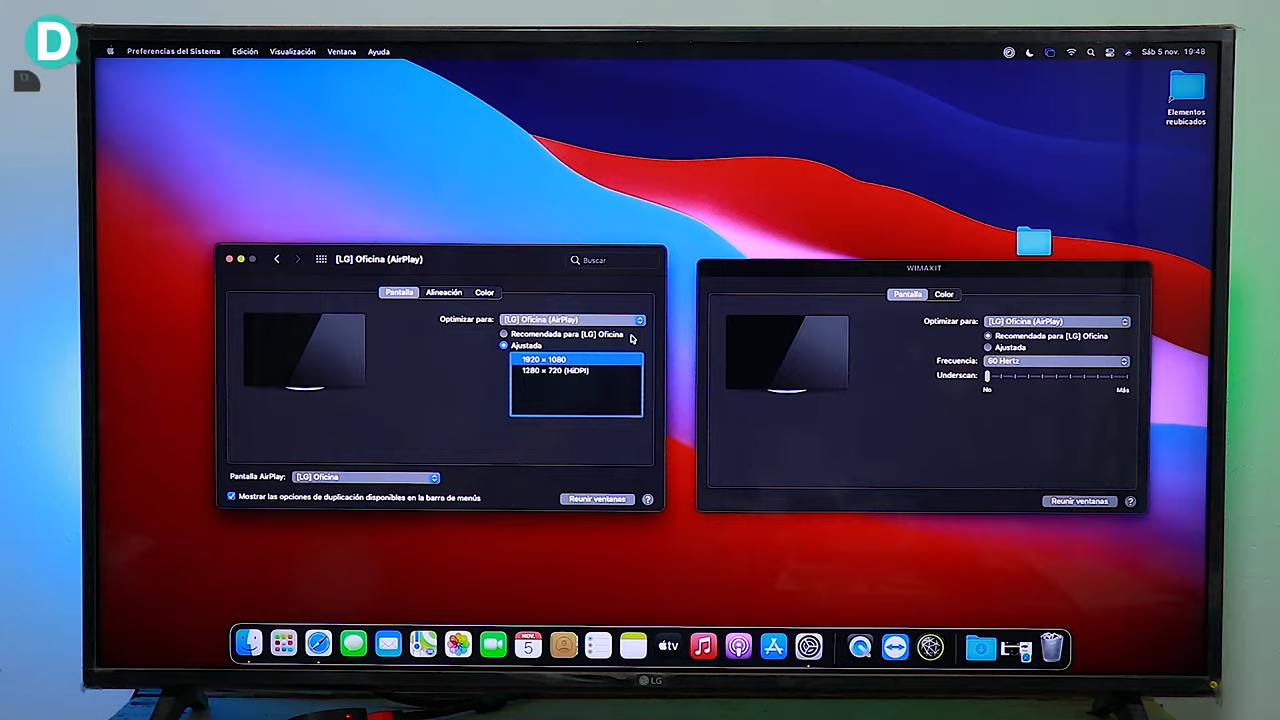 D
Preferencias del Sistema Edición Visualización Ventana Ayuda
Sáb 5 nov. 19:48
Elementos
reubicados
[LG] Oficina (AirPlay)
Buscar
Pantalla Alineación Color
Optimizar para: [LG] Oficina (AirPlay)
Recomendada para [LG] Oficina
Ajustada
1920 × 1080
1280 × 720 (HiDPI)
Pantalla AirPlay: [LG] Oficina
Mostrar las opciones de duplicación disponibles en la barra de menús
Reunir ventanas ?
WIMAXIT
Pantalla Color
Optimizar para: [LG] Oficina (AirPlay)
Recomendada para [LG] Oficina
Ajustada
Frecuencia: 60 Hertz
Underscan:
No Más
Reunir ventanas ?
NOV.
5
tv
LG